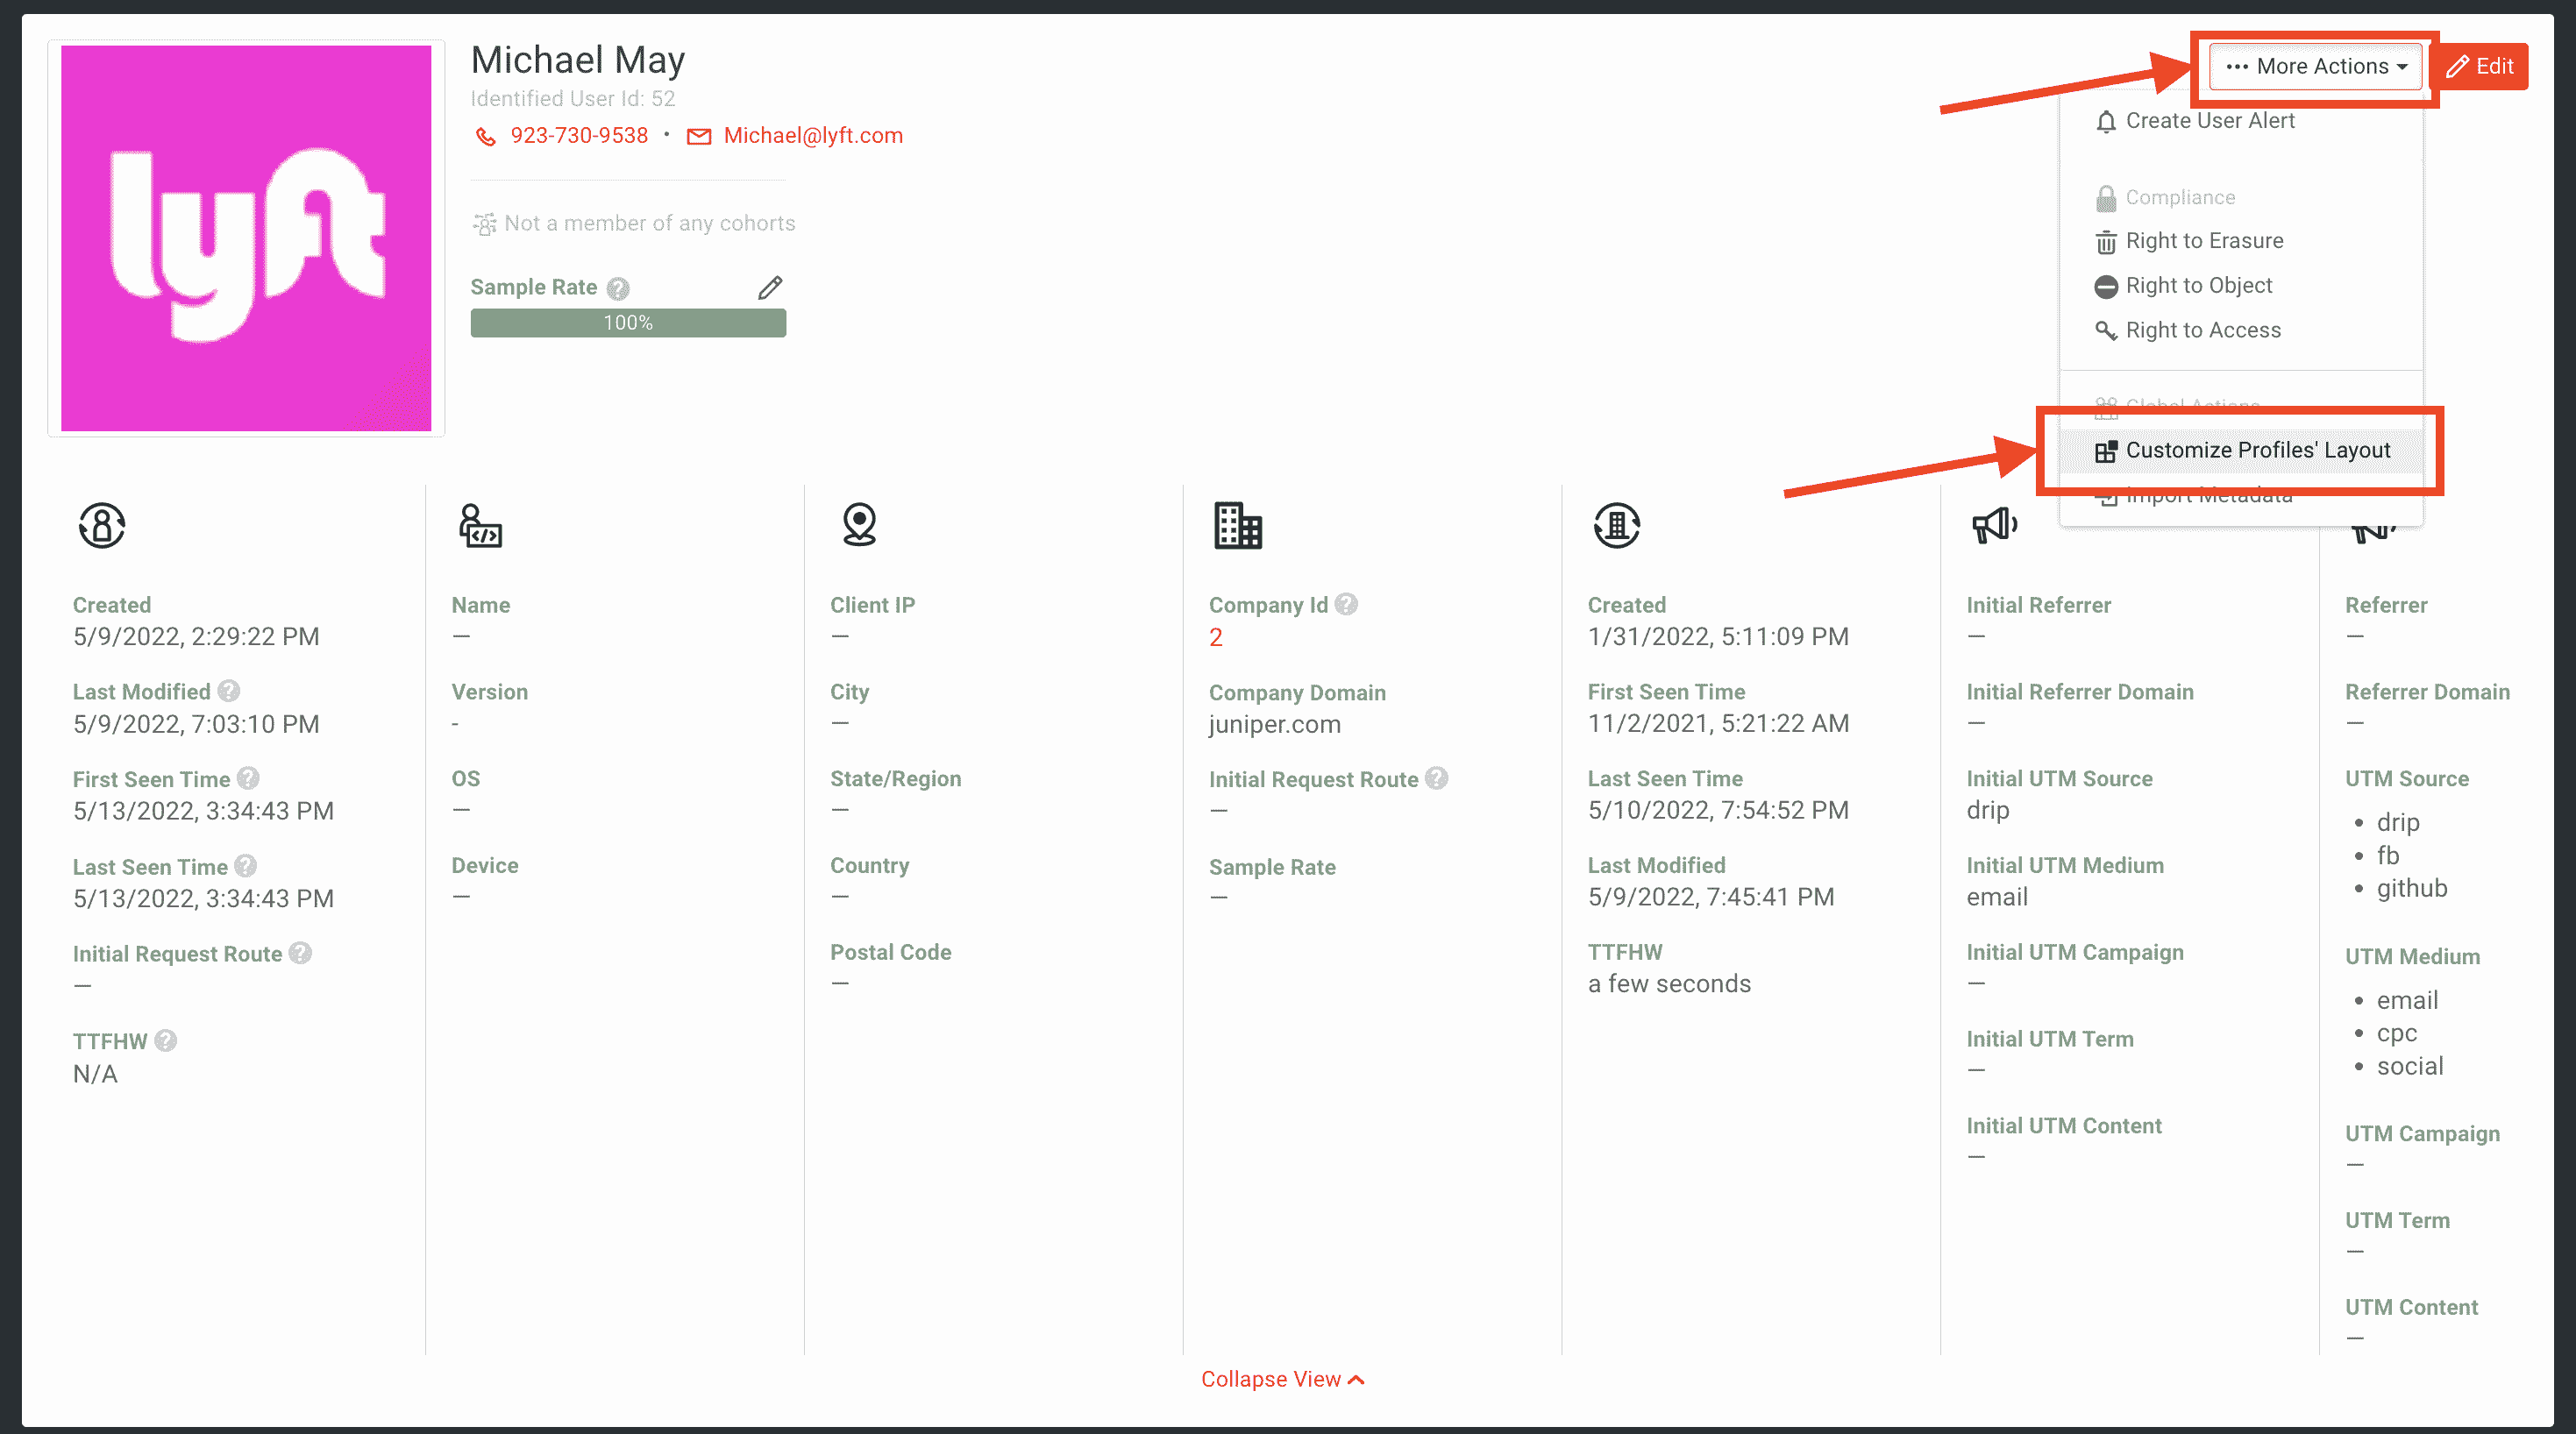 lyft
Michael May
Identified User Id: 52
923-730-9538 • Michael@lyft.com
Not a member of any cohorts
Sample Rate ?
100%
••• More Actions
Edit
Create User Alert
Compliance
Right to Erasure
Right to Object
Right to Access
Global Actions
Customize Profiles' Layout
Import Metadata
Created
5/9/2022, 2:29:22 PM
Last Modified ?
5/9/2022, 7:03:10 PM
First Seen Time ?
5/13/2022, 3:34:43 PM
Last Seen Time ?
5/13/2022, 3:34:43 PM
Initial Request Route ?
—
TTFHW ?
N/A
</>
Name
—
Version
-
OS
—
Device
—
Client IP
—
City
—
State/Region
—
Country
—
Postal Code
—
Company Id ?
2
Company Domain
juniper.com
Initial Request Route ?
—
Sample Rate
—
Created
1/31/2022, 5:11:09 PM
First Seen Time
11/2/2021, 5:21:22 AM
Last Seen Time
5/10/2022, 7:54:52 PM
Last Modified
5/9/2022, 7:45:41 PM
TTFHW
a few seconds
Initial Referrer
—
Initial Referrer Domain
—
Initial UTM Source
drip
Initial UTM Medium
email
Initial UTM Campaign
—
Initial UTM Term
—
Initial UTM Content
—
Referrer
—
Referrer Domain
—
UTM Source
• drip
• fb
• github
UTM Medium
• email
• cpc
• social
UTM Campaign
—
UTM Term
—
UTM Content
—
Collapse View